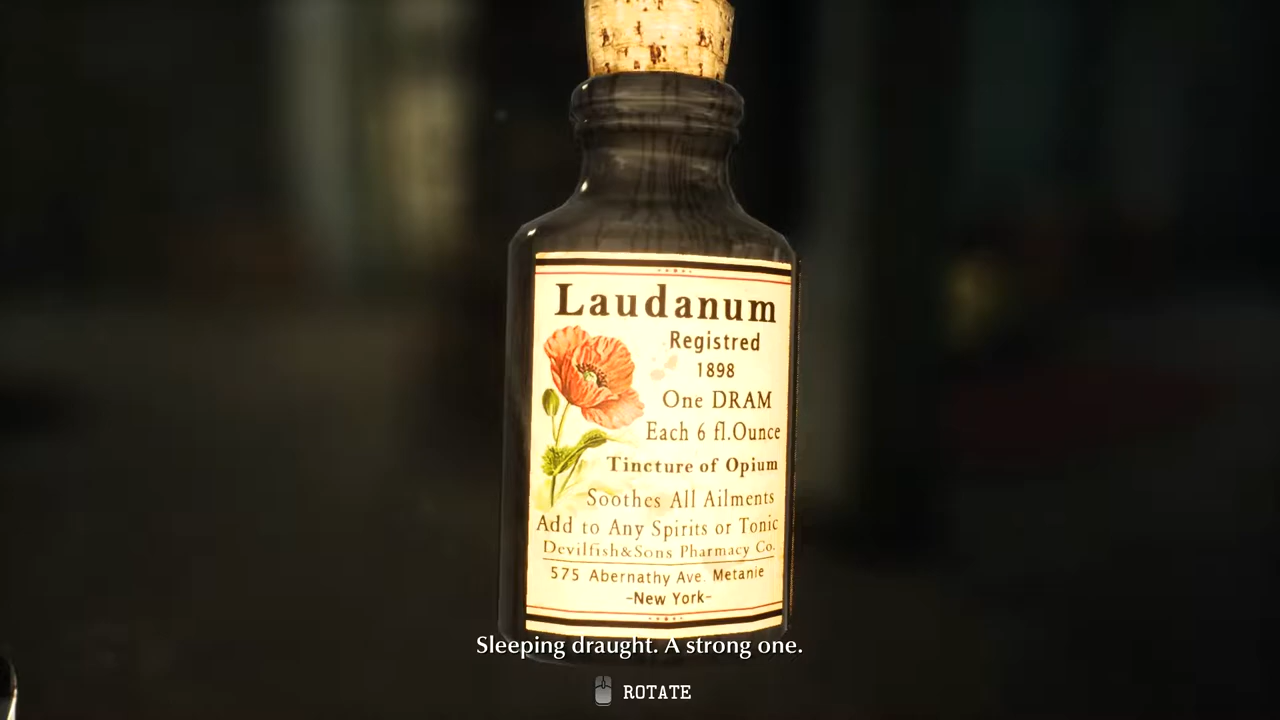 Laudanum
Registred
1898
One DRAM
Each 6 fl.Ounce
Tincture of Opium
Soothes All Ailments
Add to Any Spirits or Tonic
Devilfish&Sons Pharmacy Co.
575 Abernathy Ave. Metanie
-New York-
Sleeping draught. A strong one.
ROTATE